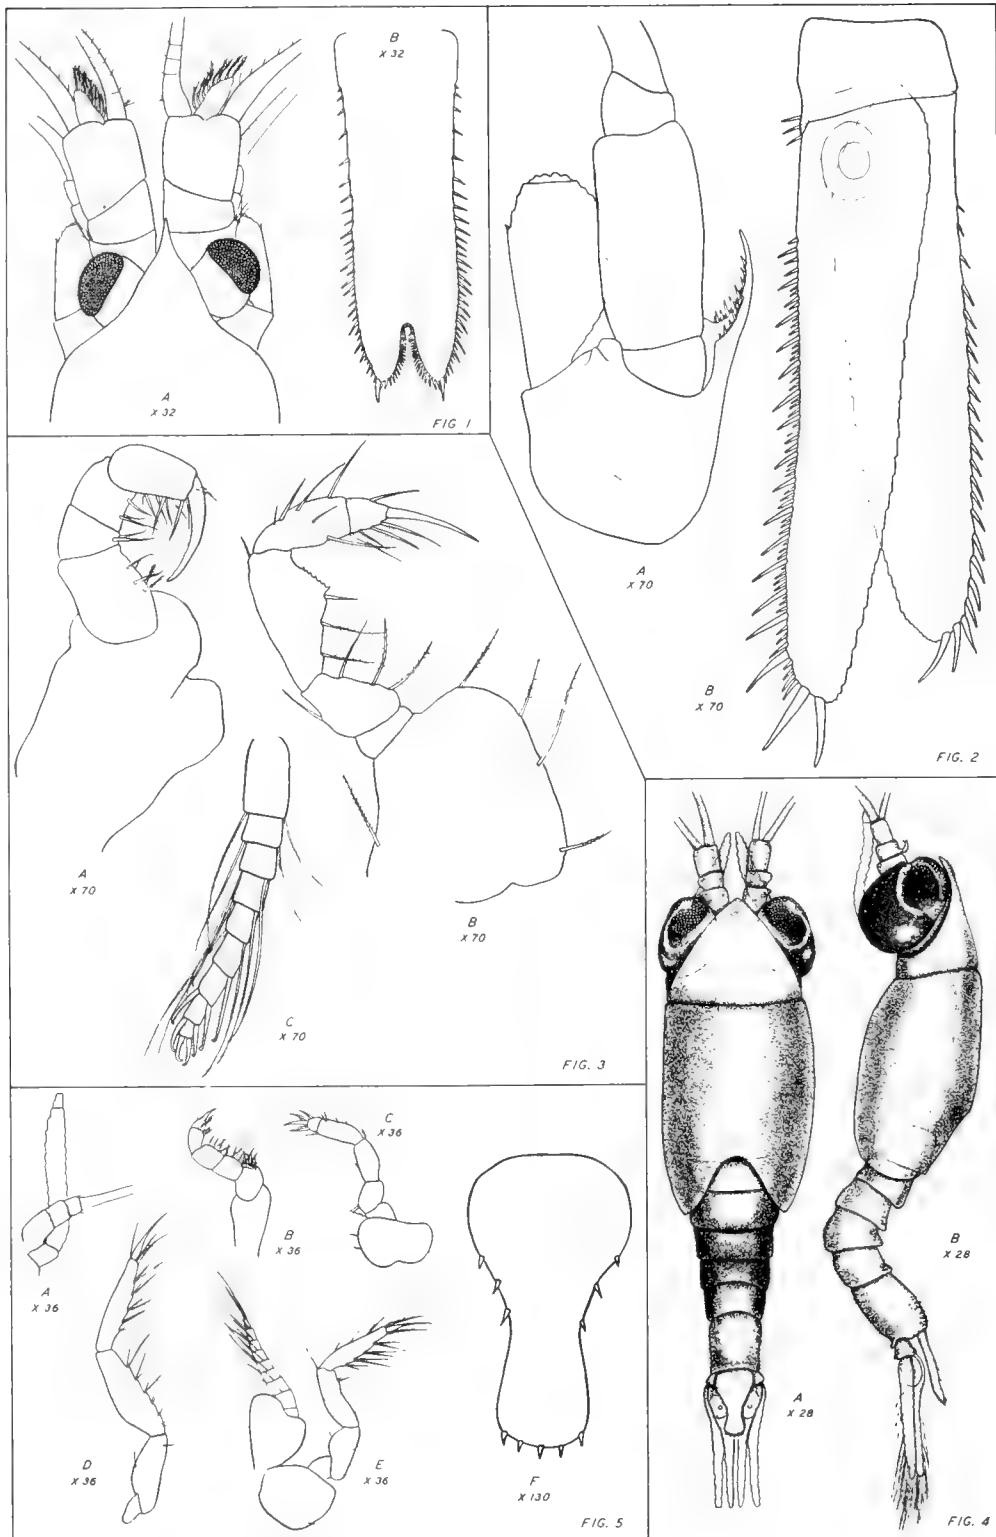 B
X 32
A
X 32
FIG 1
A
X 70
B
X 70
FIG. 2
A
X 70
B
X 70
C
X 70
FIG. 3
A
X 28
B
X 28
FIG. 4
A
X 36
B
X 36
C
X 36
D
X 36
E
X 36
F
X 130
FIG. 5